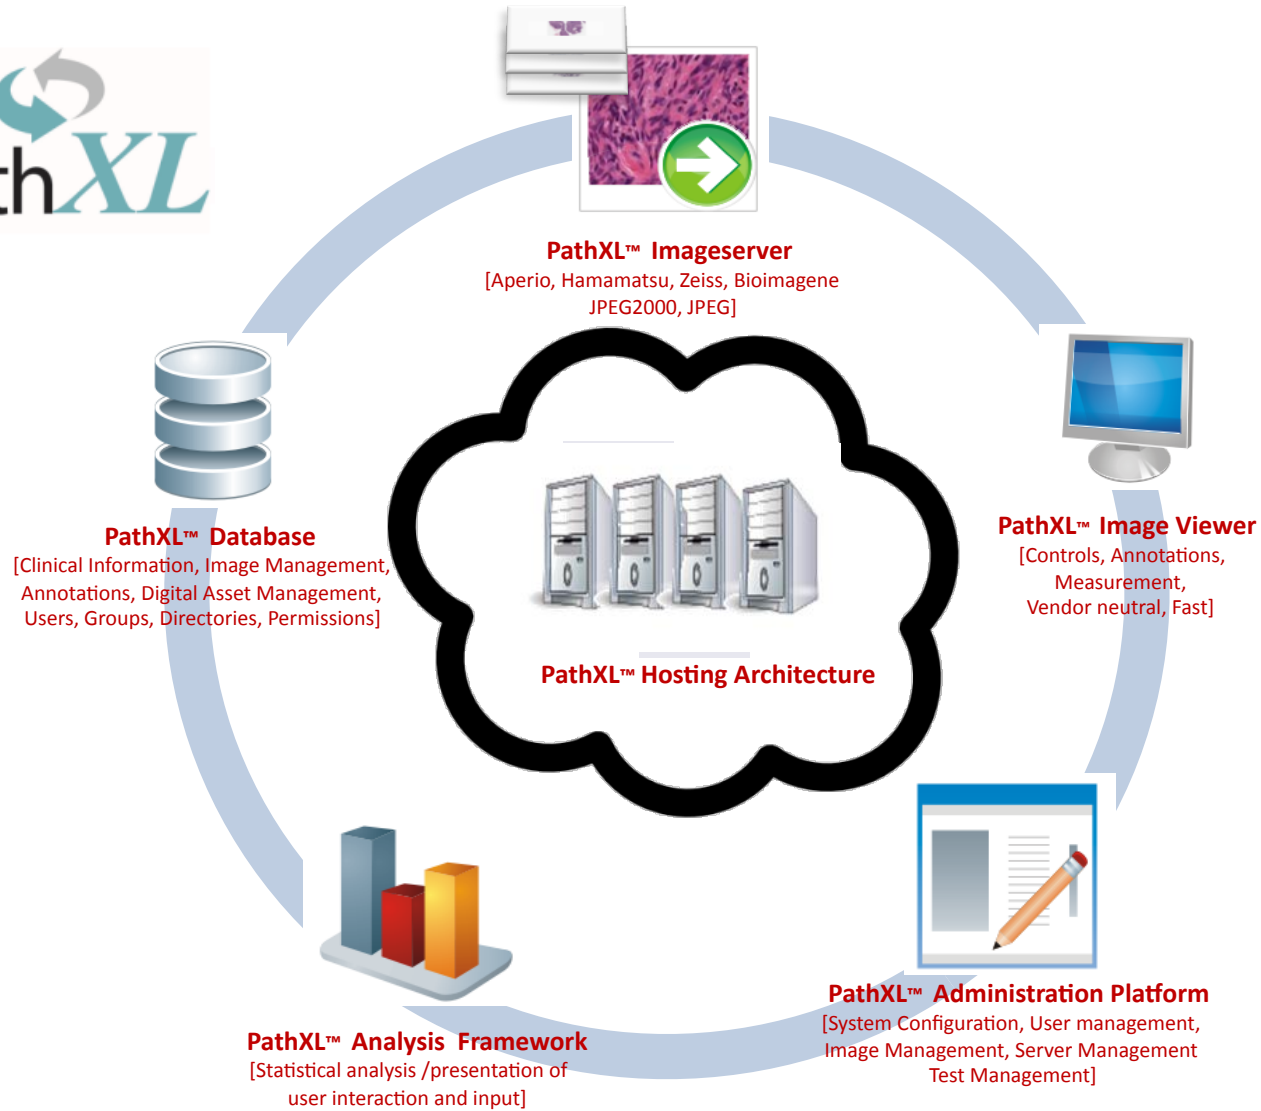 thXL
PathXL™ Imageserver
[Aperio, Hamamatsu, Zeiss, Bioimagene
JPEG2000, JPEG]
PathXL™ Database
[Clinical Information, Image Management,
Annotations, Digital Asset Management,
Users, Groups, Directories, Permissions]
PathXL™ Image Viewer
[Controls, Annotations,
Measurement,
Vendor neutral, Fast]
PathXL™ Hosting Architecture
PathXL™ Analysis Framework
[Statistical analysis /presentation of
user interaction and input]
PathXL™ Administration Platform
[System Configuration, User management,
Image Management, Server Management
Test Management]